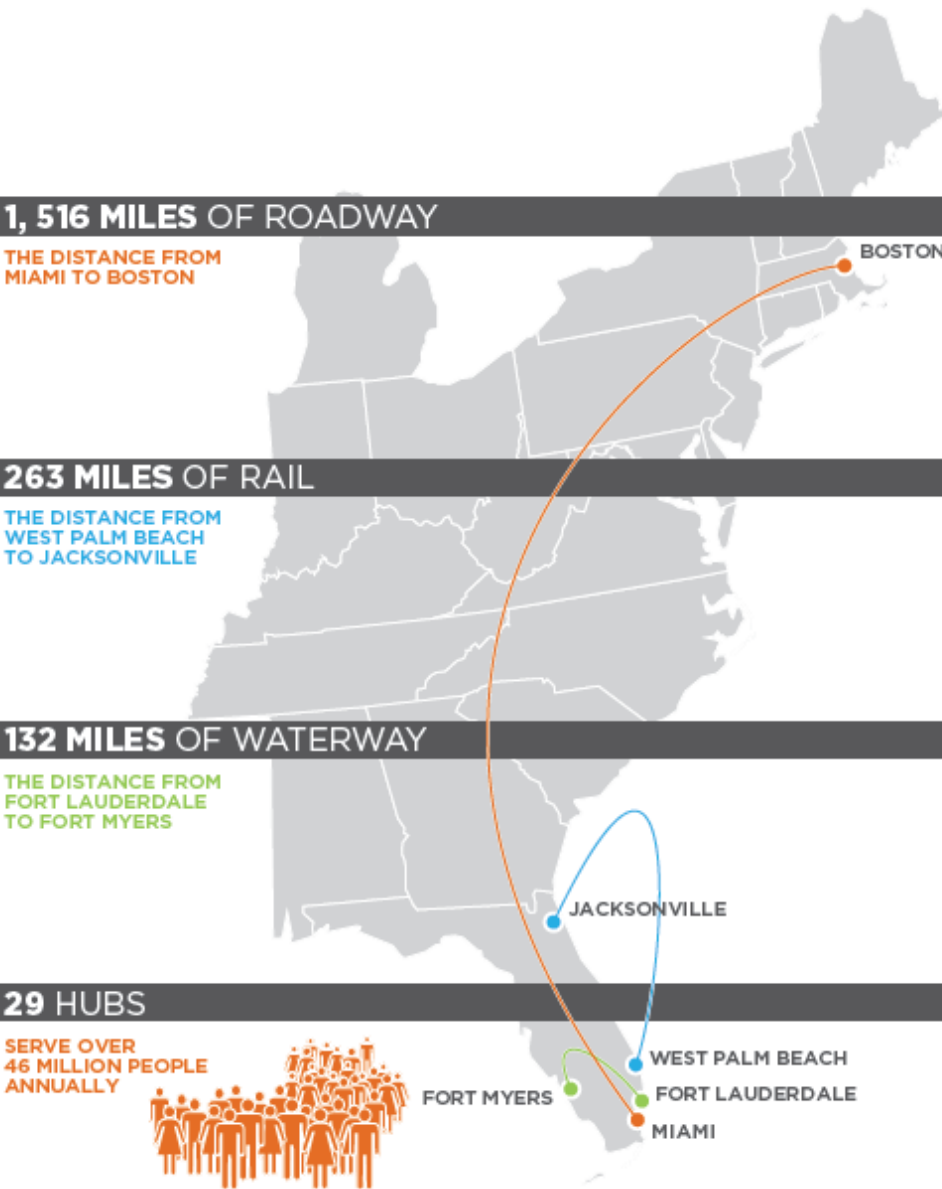 1, 516 MILES OF ROADWAY
THE DISTANCE FROM
MIAMI TO BOSTON
BOSTON
263 MILES OF RAIL
THE DISTANCE FROM
WEST PALM BEACH
TO JACKSONVILLE
132 MILES OF WATERWAY
THE DISTANCE FROM
FORT LAUDERDALE
TO FORT MYERS
JACKSONVILLE
29 HUBS
SERVE OVER
46 MILLION PEOPLE
ANNUALLY
WEST PALM BEACH
FORT MYERS
FORT LAUDERDALE
MIAMI